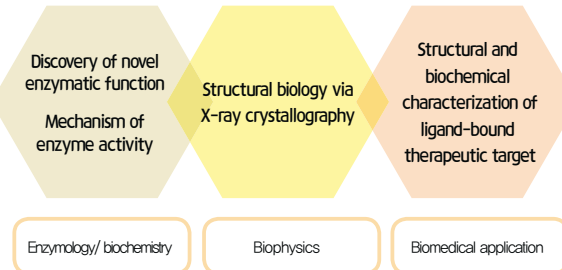 Discovery of novel
enzymatic function
Mechanism of
enzyme activity
Structural biology via
X-ray crystallography
Structural and
biochemical
characterization of
ligand-bound
therapeutic target
Enzymology/ biochemistry
Biophysics
Biomedical application